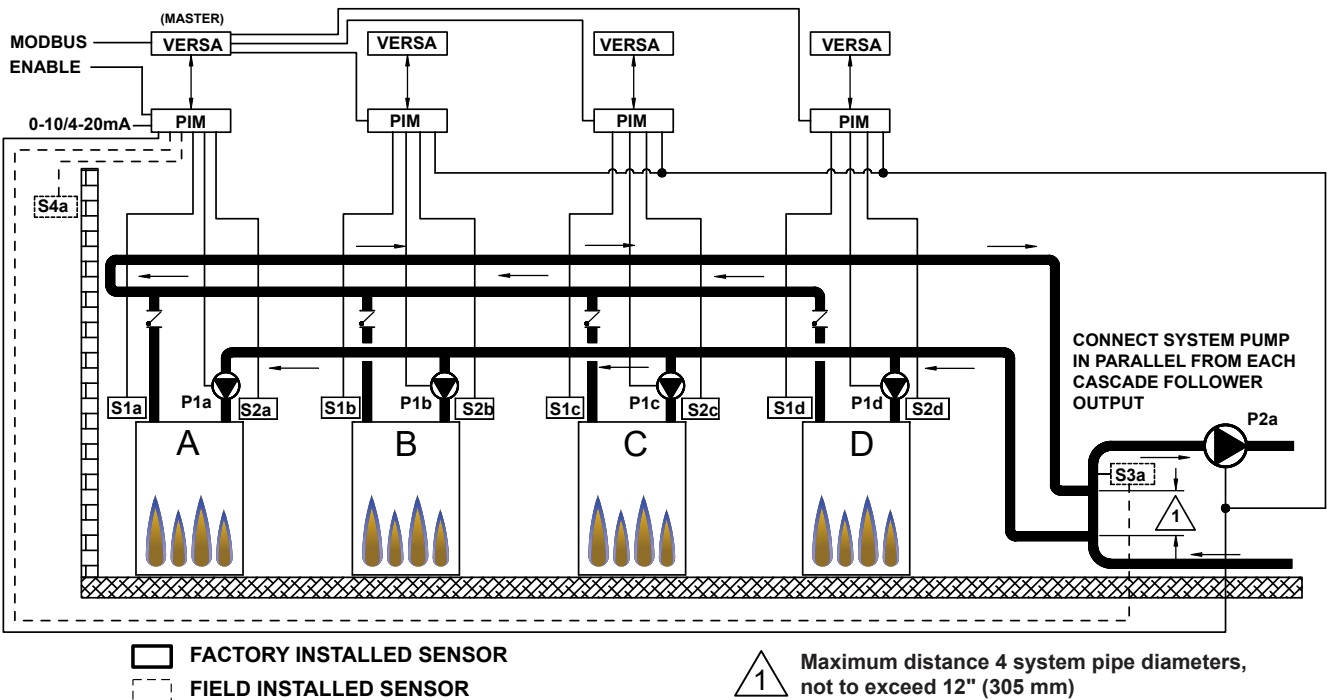 (MASTER)
MODBUS
VERSA
VERSA
VERSA
VERSA
ENABLE
0-10/4-20mA
PIM
PIM
PIM
PIM
S4a
CONNECT SYSTEM PUMP
IN PARALLEL FROM EACH
CASCADE FOLLOWER
OUTPUT
S1a
P1a
S2a
S1b
P1b
S2b
S1c
P1c
S2c
S1d
P1d
S2d
P2a
A
B
C
D
S3a
1
FACTORY INSTALLED SENSOR
FIELD INSTALLED SENSOR
1
Maximum distance 4 system pipe diameters,
not to exceed 12" (305 mm)